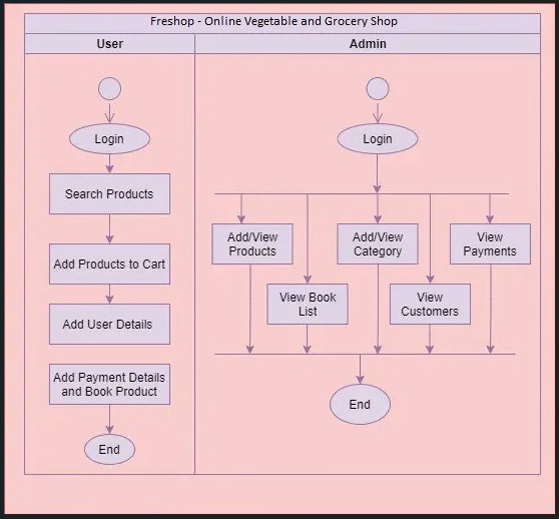 Freshop - Online Vegetable and Grocery Shop
User
Admin
Login
Search Products
Add Products to Cart
Add User Details
Add Payment Details
and Book Product
End
Login
Add/View
Products
Add/View
Category
View
Payments
View Book
List
View
Customers
End